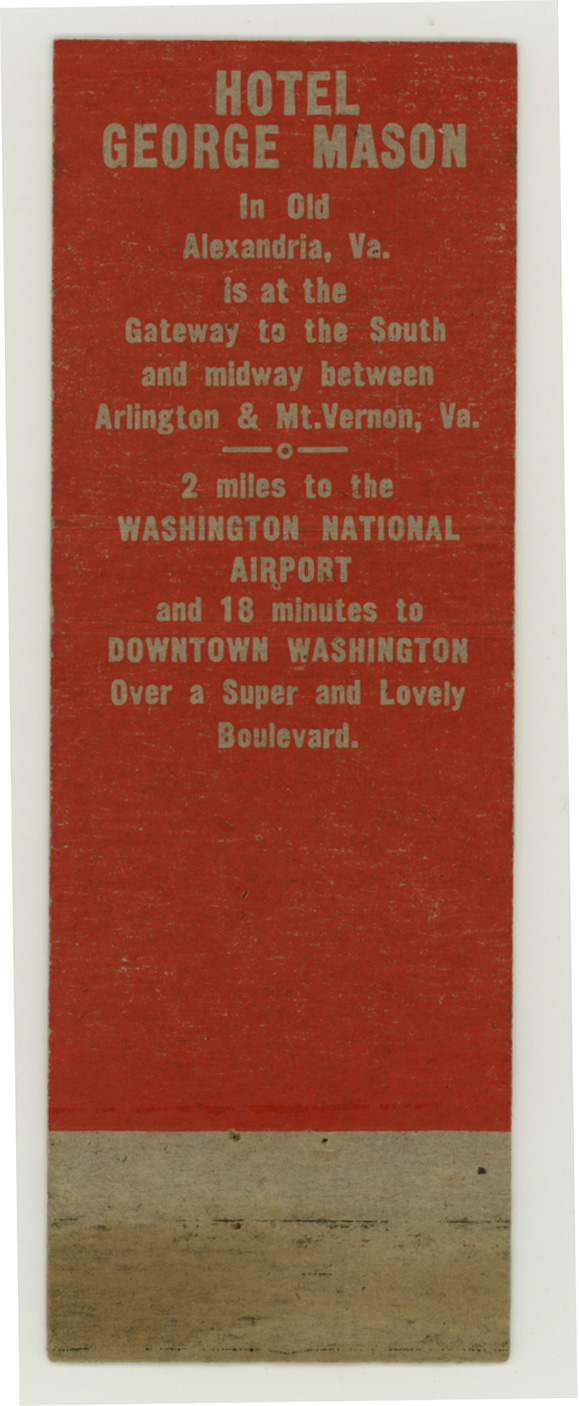 HOTEL
GEORGE MASON
In Old
Alexandria, Va.
is at the
Gateway to the South
and midway between
Arlington & Mt.Vernon, Va.
2 miles to the
WASHINGTON NATIONAL
AIRPORT
and 18 minutes to
DOWNTOWN WASHINGTON
Over a Super and Lovely
Boulevard.